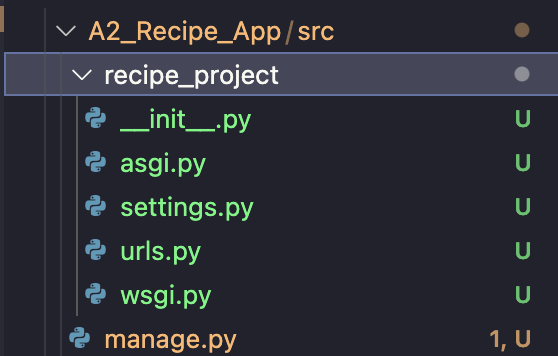 A2_Recipe_App / src
recipe_project
__init__.py U
asgi.py U
settings.py U
urls.py U
wsgi.py U
manage.py 1, U